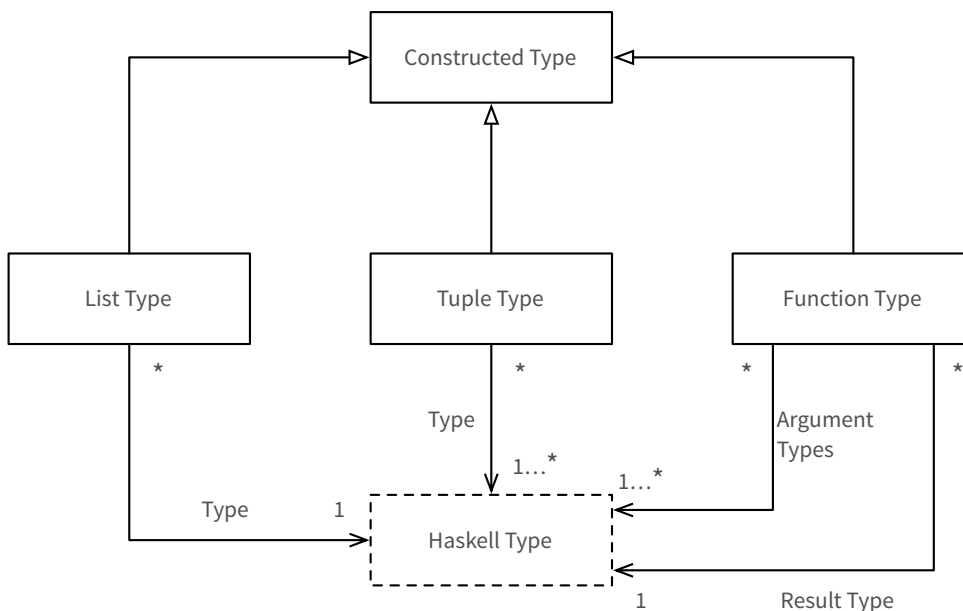 Constructed Type
List Type
Tuple Type
Function Type
*
*
*
*
Type
Argument
Types
1...*
1...*
Type
1
Haskell Type
1
Result Type